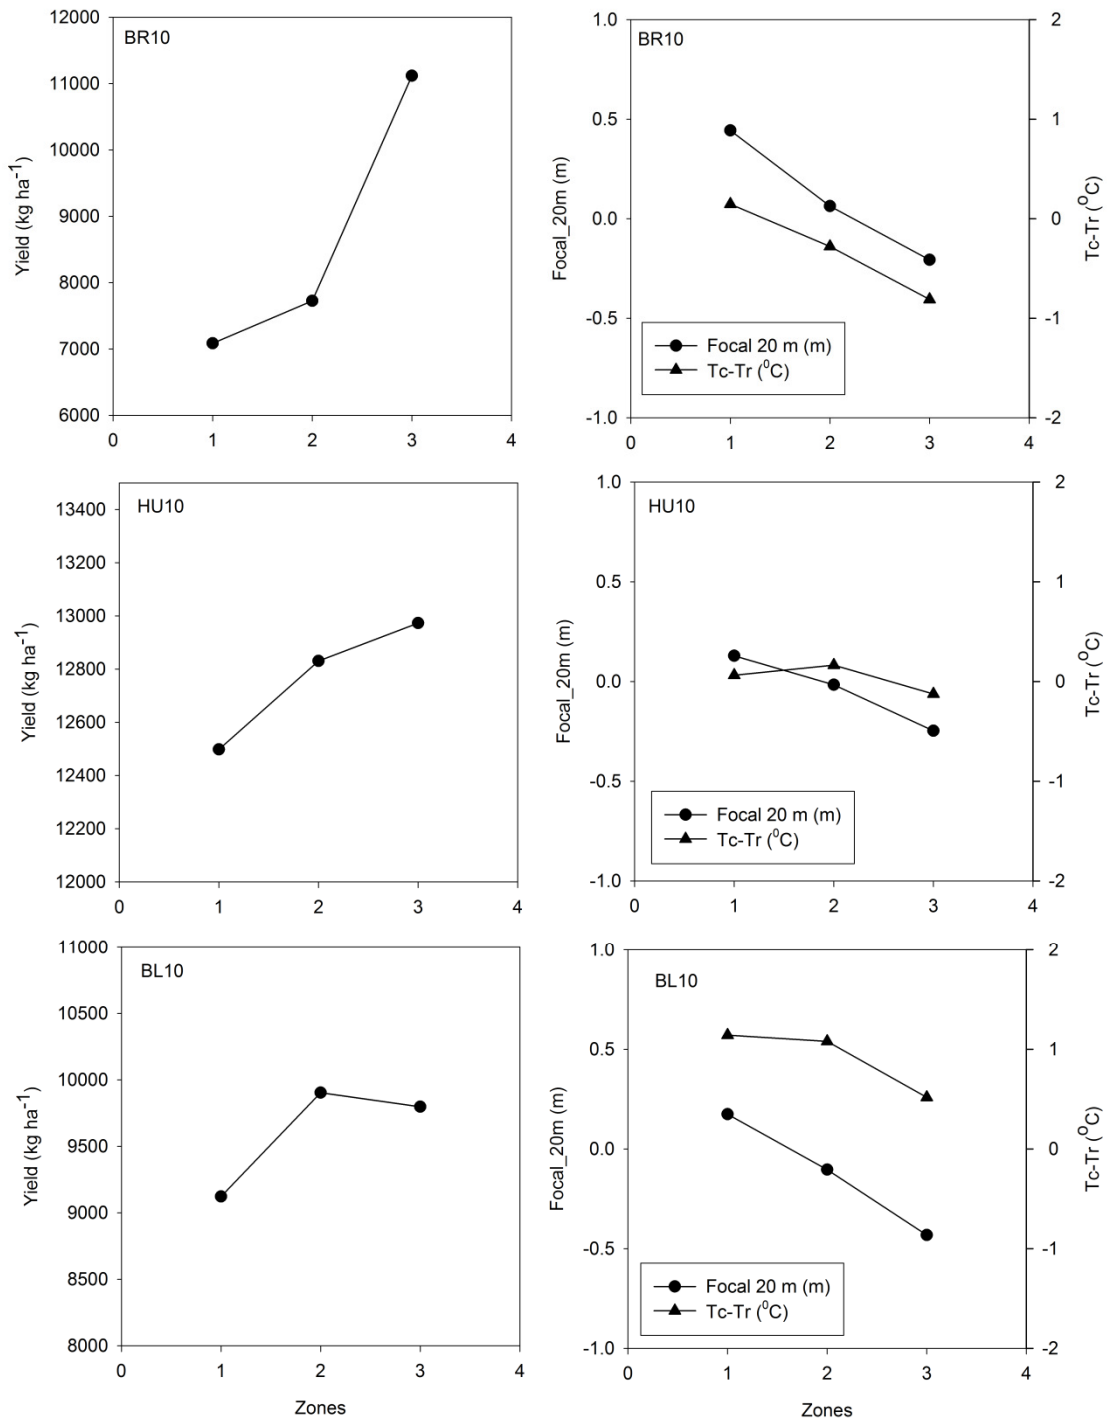 BR10
Yield (kg ha⁻¹)
12000
11000
10000
9000
8000
7000
6000
0 1 2 3 4
BR10
Focal_20m (m)
1.0
0.5
0.0
-0.5
-1.0
Tc-Tr (⁰C)
2
1
0
-1
-2
Focal 20 m (m)
Tc-Tr (⁰C)
0 1 2 3 4
HU10
Yield (kg ha⁻¹)
13400
13200
13000
12800
12600
12400
12200
12000
0 1 2 3 4
HU10
Focal_20m (m)
1.0
0.5
0.0
-0.5
-1.0
Tc-Tr (⁰C)
2
1
0
-1
-2
Focal 20 m (m)
Tc-Tr (⁰C)
0 1 2 3 4
BL10
Yield (kg ha⁻¹)
11000
10500
10000
9500
9000
8500
8000
0 1 2 3 4
Zones
BL10
Focal_20m (m)
1.0
0.5
0.0
-0.5
-1.0
Tc-Tr (⁰C)
2
1
0
-1
-2
Focal 20 m (m)
Tc-Tr (⁰C)
0 1 2 3 4
Zones